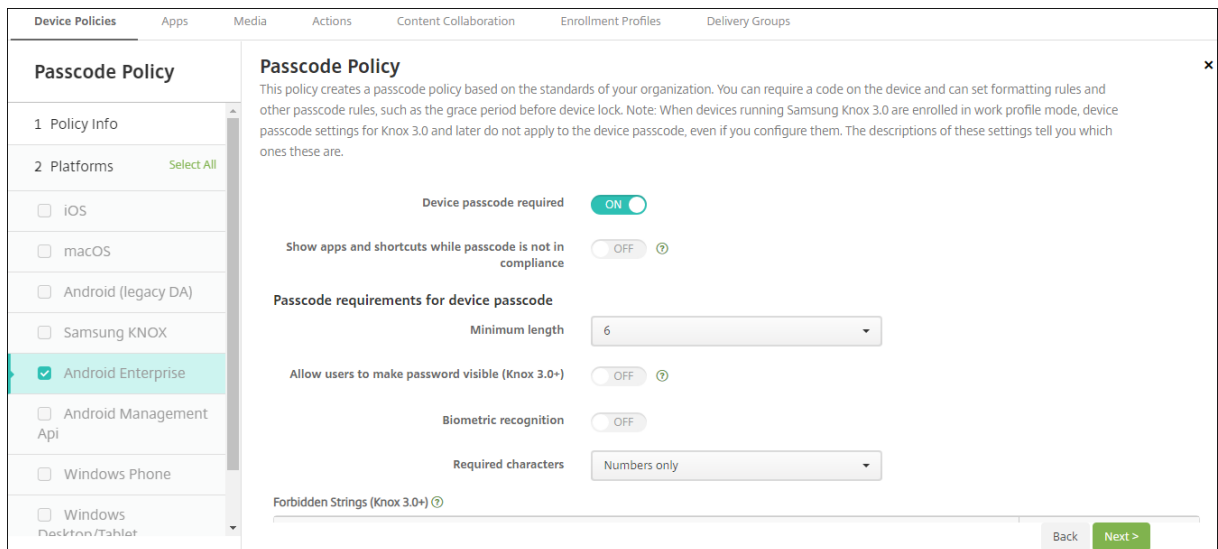 Device Policies Apps Media Actions Content Collaboration Enrollment Profiles Delivery Groups
Passcode Policy
1 Policy Info
2 Platforms Select All
iOS
macOS
Android (legacy DA)
Samsung KNOX
Android Enterprise
Android Management
Api
Windows Phone
Windows
Desktop/Tablet
Passcode Policy
This policy creates a passcode policy based on the standards of your organization. You can require a code on the device and can set formatting rules and
other passcode rules, such as the grace period before device lock. Note: When devices running Samsung Knox 3.0 are enrolled in work profile mode, device
passcode settings for Knox 3.0 and later do not apply to the device passcode, even if you configure them. The descriptions of these settings tell you which
ones these are.
Device passcode required ON
Show apps and shortcuts while passcode is not in
compliance OFF
Passcode requirements for device passcode
Minimum length 6
Allow users to make password visible (Knox 3.0+) OFF
Biometric recognition OFF
Required characters Numbers only
Forbidden Strings (Knox 3.0+)
Back Next >